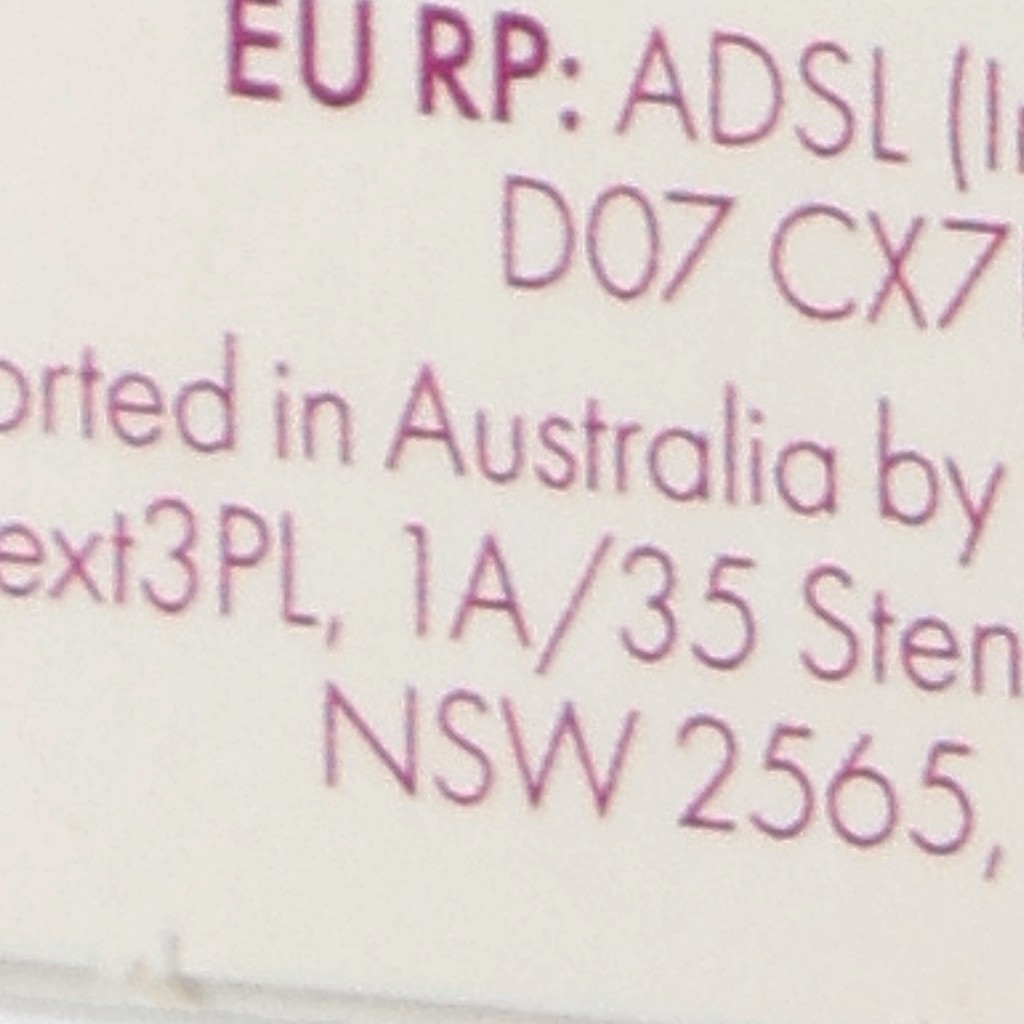 EU RP: ADSL (I
D07 CX7
orted in Australia by
ext3PL, 1A/35 Sten
NSW 2565,